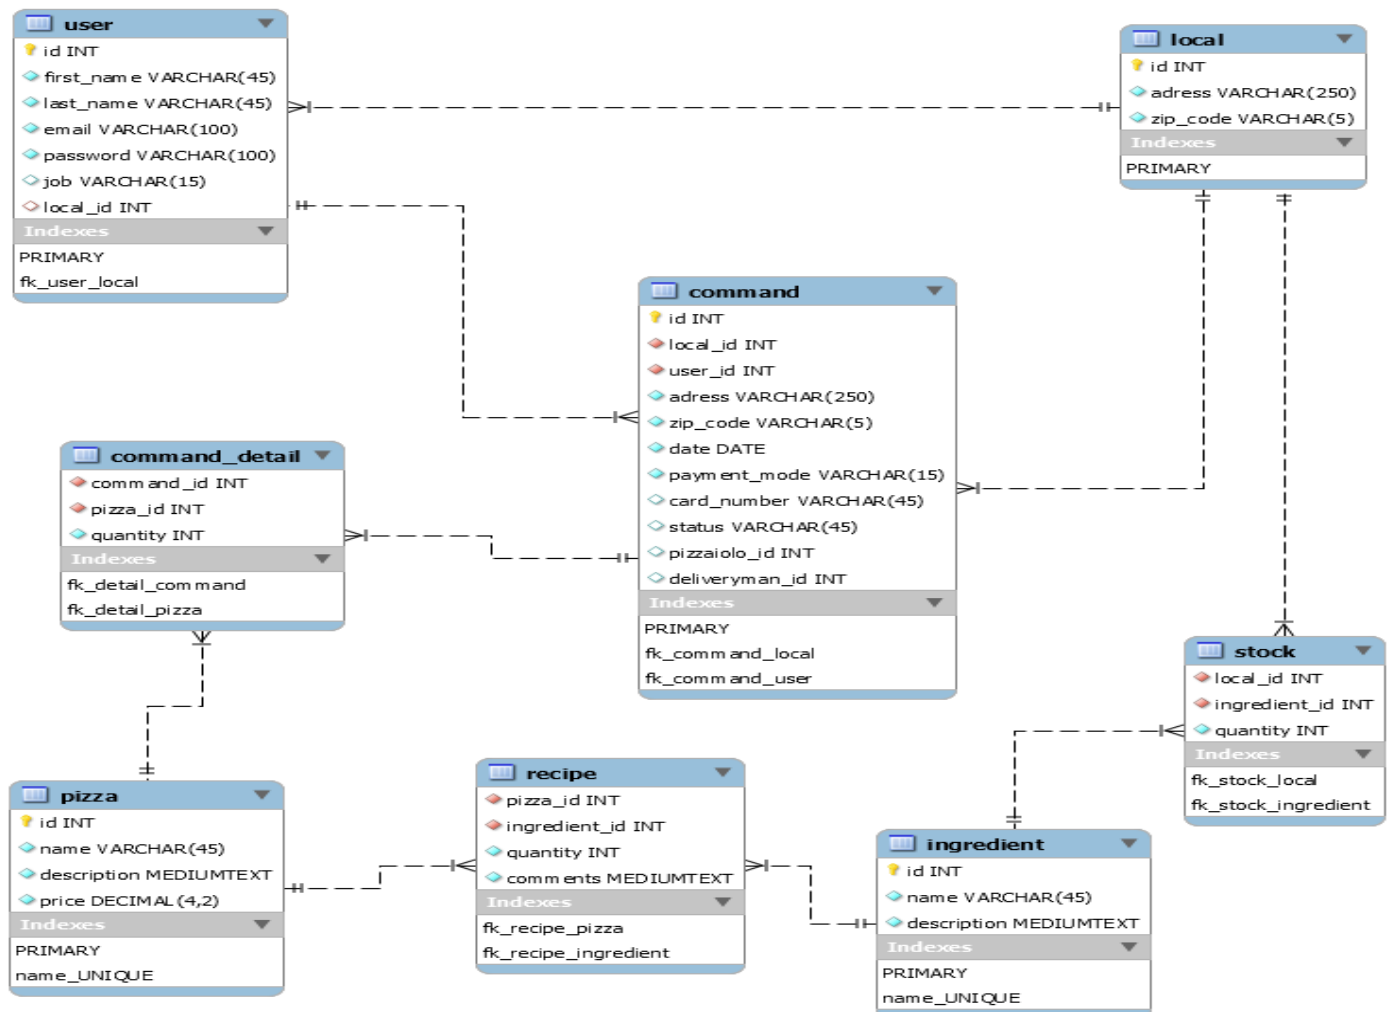 user
id INT
first_name VARCHAR(45)
last_name VARCHAR(45)
email VARCHAR(100)
password VARCHAR(100)
job VARCHAR(15)
local_id INT
Indexes
PRIMARY
fk_user_local
local
id INT
adress VARCHAR(250)
zip_code VARCHAR(5)
Indexes
PRIMARY
command
id INT
local_id INT
user_id INT
adress VARCHAR(250)
zip_code VARCHAR(5)
date DATE
payment_mode VARCHAR(15)
card_number VARCHAR(45)
status VARCHAR(45)
pizzaiolo_id INT
deliveryman_id INT
Indexes
PRIMARY
fk_command_local
fk_command_user
command_detail
command_id INT
pizza_id INT
quantity INT
Indexes
fk_detail_command
fk_detail_pizza
stock
local_id INT
ingredient_id INT
quantity INT
Indexes
fk_stock_local
fk_stock_ingredient
pizza
id INT
name VARCHAR(45)
description MEDIUMTEXT
price DECIMAL(4,2)
Indexes
PRIMARY
name_UNIQUE
recipe
pizza_id INT
ingredient_id INT
quantity INT
comments MEDIUMTEXT
Indexes
fk_recipe_pizza
fk_recipe_ingredient
ingredient
id INT
name VARCHAR(45)
description MEDIUMTEXT
Indexes
PRIMARY
name_UNIQUE